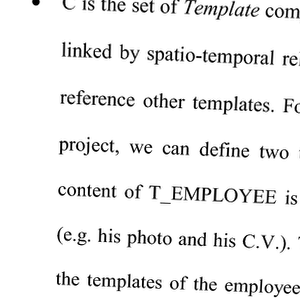 • C is the set of Template com
linked by spatio-temporal rel
reference other templates. Fo
project, we can define two
content of T_EMPLOYEE is
(e.g. his photo and his C.V.).
the templates of the employee